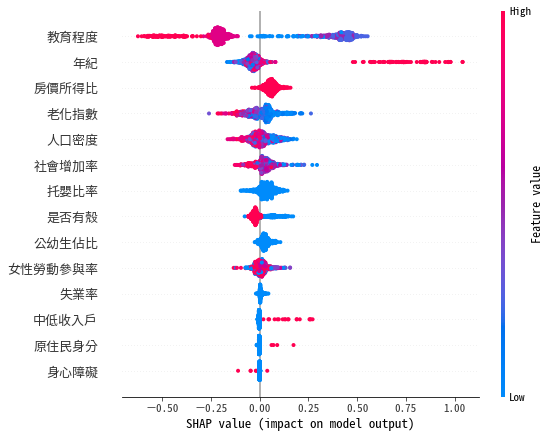 High
教育程度
年紀
房價所得比
老化指數
人口密度
社會增加率
托嬰比率
是否有殼
公幼生佔比
女性勞動參與率
失業率
中低收入戶
原住民身分
身心障礙
Feature value
Low
−0.50 −0.25 0.00 0.25 0.50 0.75 1.00
SHAP value (impact on model output)